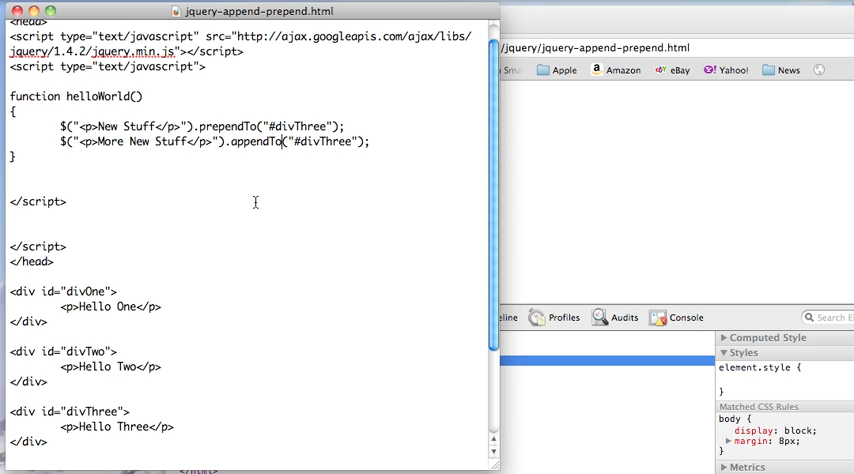 jquery-append-prepend.html
<head>
<script type="text/javascript" src="http://ajax.googleapis.com/ajax/libs/
jquery/1.4.2/jquery.min.js"></script>
<script type="text/javascript">
function helloWorld()
{
$("<p>New Stuff</p>").prependTo("#divThree");
$("<p>More New Stuff</p>").appendTo("#divThree");
}
</script>
</script>
</head>
<div id="divOne">
<p>Hello One</p>
</div>
<div id="divTwo">
<p>Hello Two</p>
</div>
<div id="divThree">
<p>Hello Three</p>
</div>
/jquery/jquery-append-prepend.html
Apple Amazon eBay Yahoo! News
Profiles Audits Console Search
Computed Style
Styles
element.style {
}
Matched CSS Rules
body {
display: block;
margin: 8px;
}
Metrics